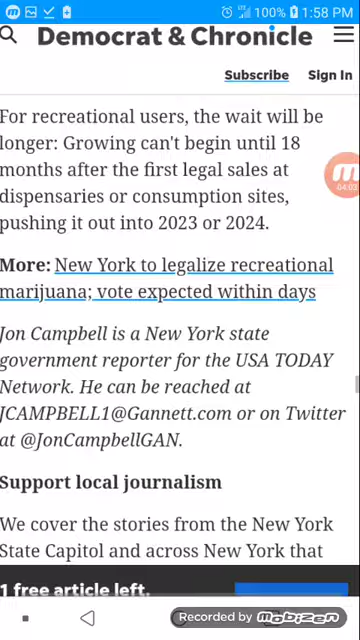 100% 1:58 PM
Democrat & Chronicle
Subscribe Sign In
For recreational users, the wait will be
longer: Growing can't begin until 18
months after the first legal sales at
dispensaries or consumption sites,
pushing it out into 2023 or 2024.
04:03
More: New York to legalize recreational
marijuana; vote expected within days
Jon Campbell is a New York state
government reporter for the USA TODAY
Network. He can be reached at
JCAMPBELL1@Gannett.com or on Twitter
at @JonCampbellGAN.
Support local journalism
We cover the stories from the New York
State Capitol and across New York that
1 free article left.
Recorded by Mobizen